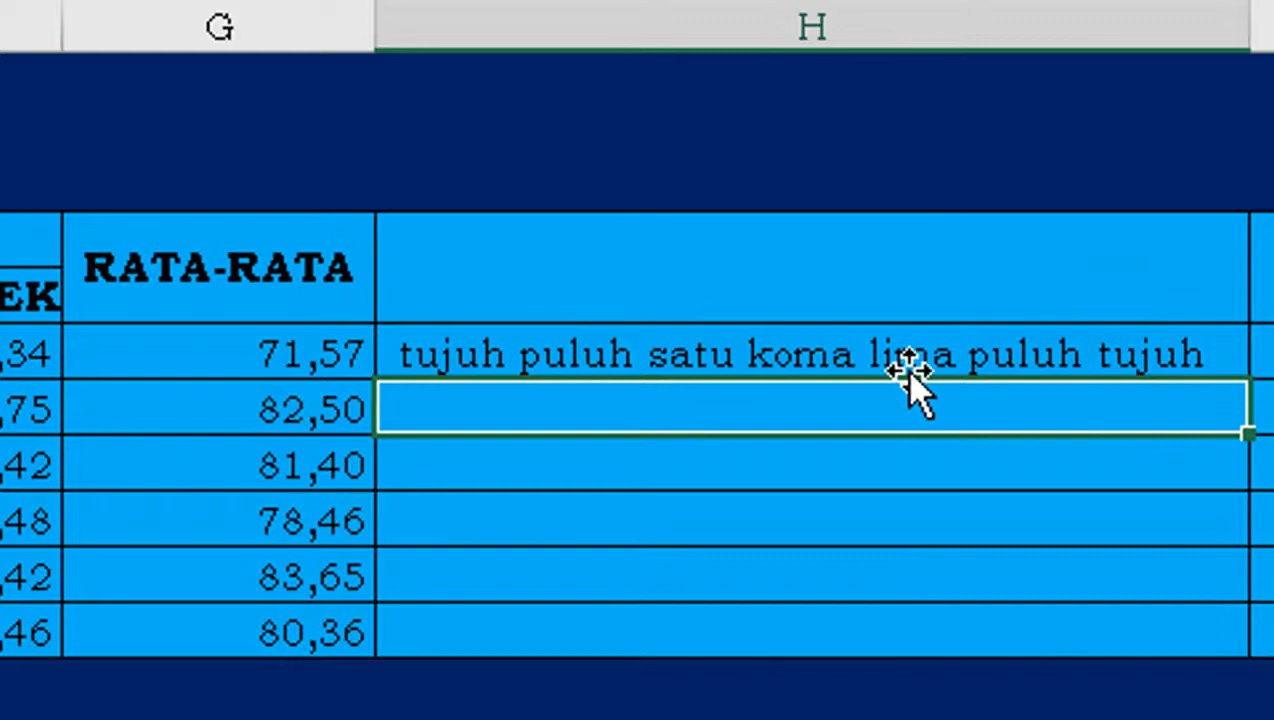 G H
RATA-RATA
EK
,34 71,57 tujuh puluh satu koma lima puluh tujuh
,75 82,50
,42 81,40
,48 78,46
,42 83,65
,46 80,36